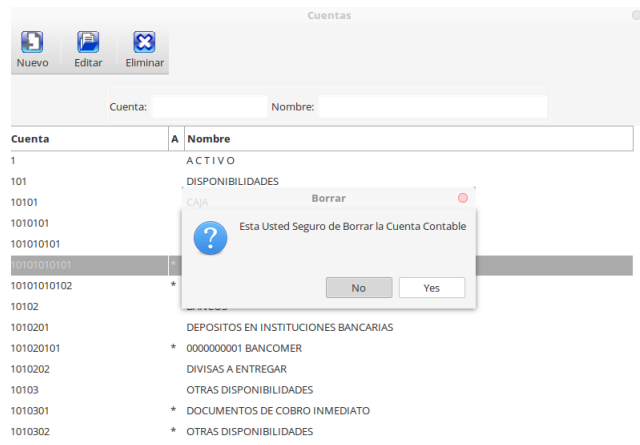 Cuentas
Nuevo Editar Eliminar
Cuenta: Nombre:
Cuenta A Nombre
1 A C T I V O
101 DISPONIBILIDADES
10101 CAJA
Borrar
1010101
Esta Usted Seguro de Borrar la Cuenta Contable
101010101
10101010101 *
10101010102 *
No Yes
10102 BANCOS
1010201 DEPOSITOS EN INSTITUCIONES BANCARIAS
101020101 * 0000000001 BANCOMER
1010202 DIVISAS A ENTREGAR
10103 OTRAS DISPONIBILIDADES
1010301 * DOCUMENTOS DE COBRO INMEDIATO
1010302 * OTRAS DISPONIBILIDADES